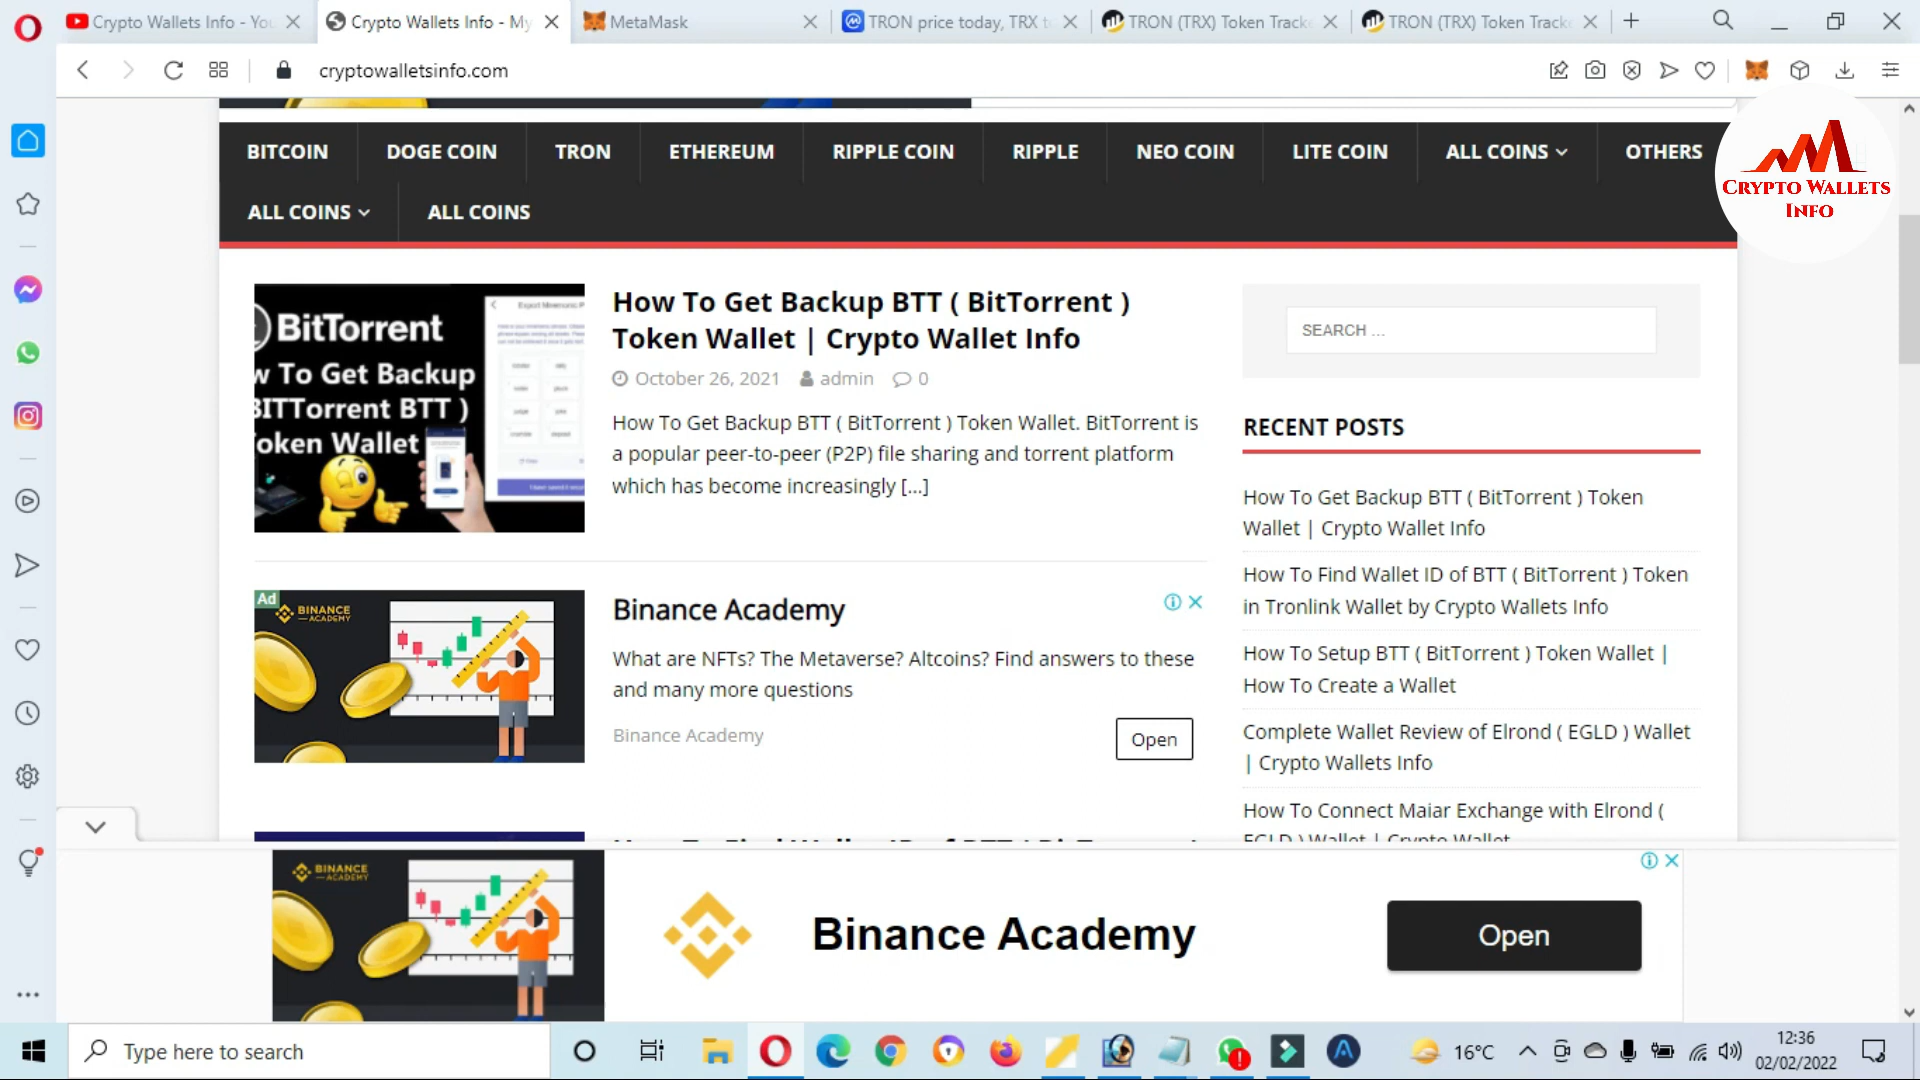 Crypto Wallets Info - You
Crypto Wallets Info - My
MetaMask
TRON price today, TRX t
TRON (TRX) Token Track
TRON (TRX) Token Track
cryptowalletsinfo.com
BITCOIN DOGE COIN TRON ETHEREUM RIPPLE COIN RIPPLE NEO COIN LITE COIN ALL COINS OTHERS
ALL COINS ALL COINS
CRYPTO WALLETS
INFO
BitTorrent
w To Get Backup
BITTorrent BTT )
oken Wallet
How To Get Backup BTT ( BitTorrent )
Token Wallet | Crypto Wallet Info
October 26, 2021 admin 0
How To Get Backup BTT ( BitTorrent ) Token Wallet. BitTorrent is
a popular peer-to-peer (P2P) file sharing and torrent platform
which has become increasingly [...]
SEARCH ...
RECENT POSTS
How To Get Backup BTT ( BitTorrent ) Token
Wallet | Crypto Wallet Info
How To Find Wallet ID of BTT ( BitTorrent ) Token
in Tronlink Wallet by Crypto Wallets Info
How To Setup BTT ( BitTorrent ) Token Wallet |
How To Create a Wallet
Complete Wallet Review of Elrond ( EGLD ) Wallet
| Crypto Wallets Info
How To Connect Maiar Exchange with Elrond (
EGLD ) Wallet | Crypto Wallet
Ad
BINANCE
ACADEMY
Binance Academy
What are NFTs? The Metaverse? Altcoins? Find answers to these
and many more questions
Binance Academy
Open
BINANCE
ACADEMY
Binance Academy
Open
Type here to search
16°C
12:36
02/02/2022